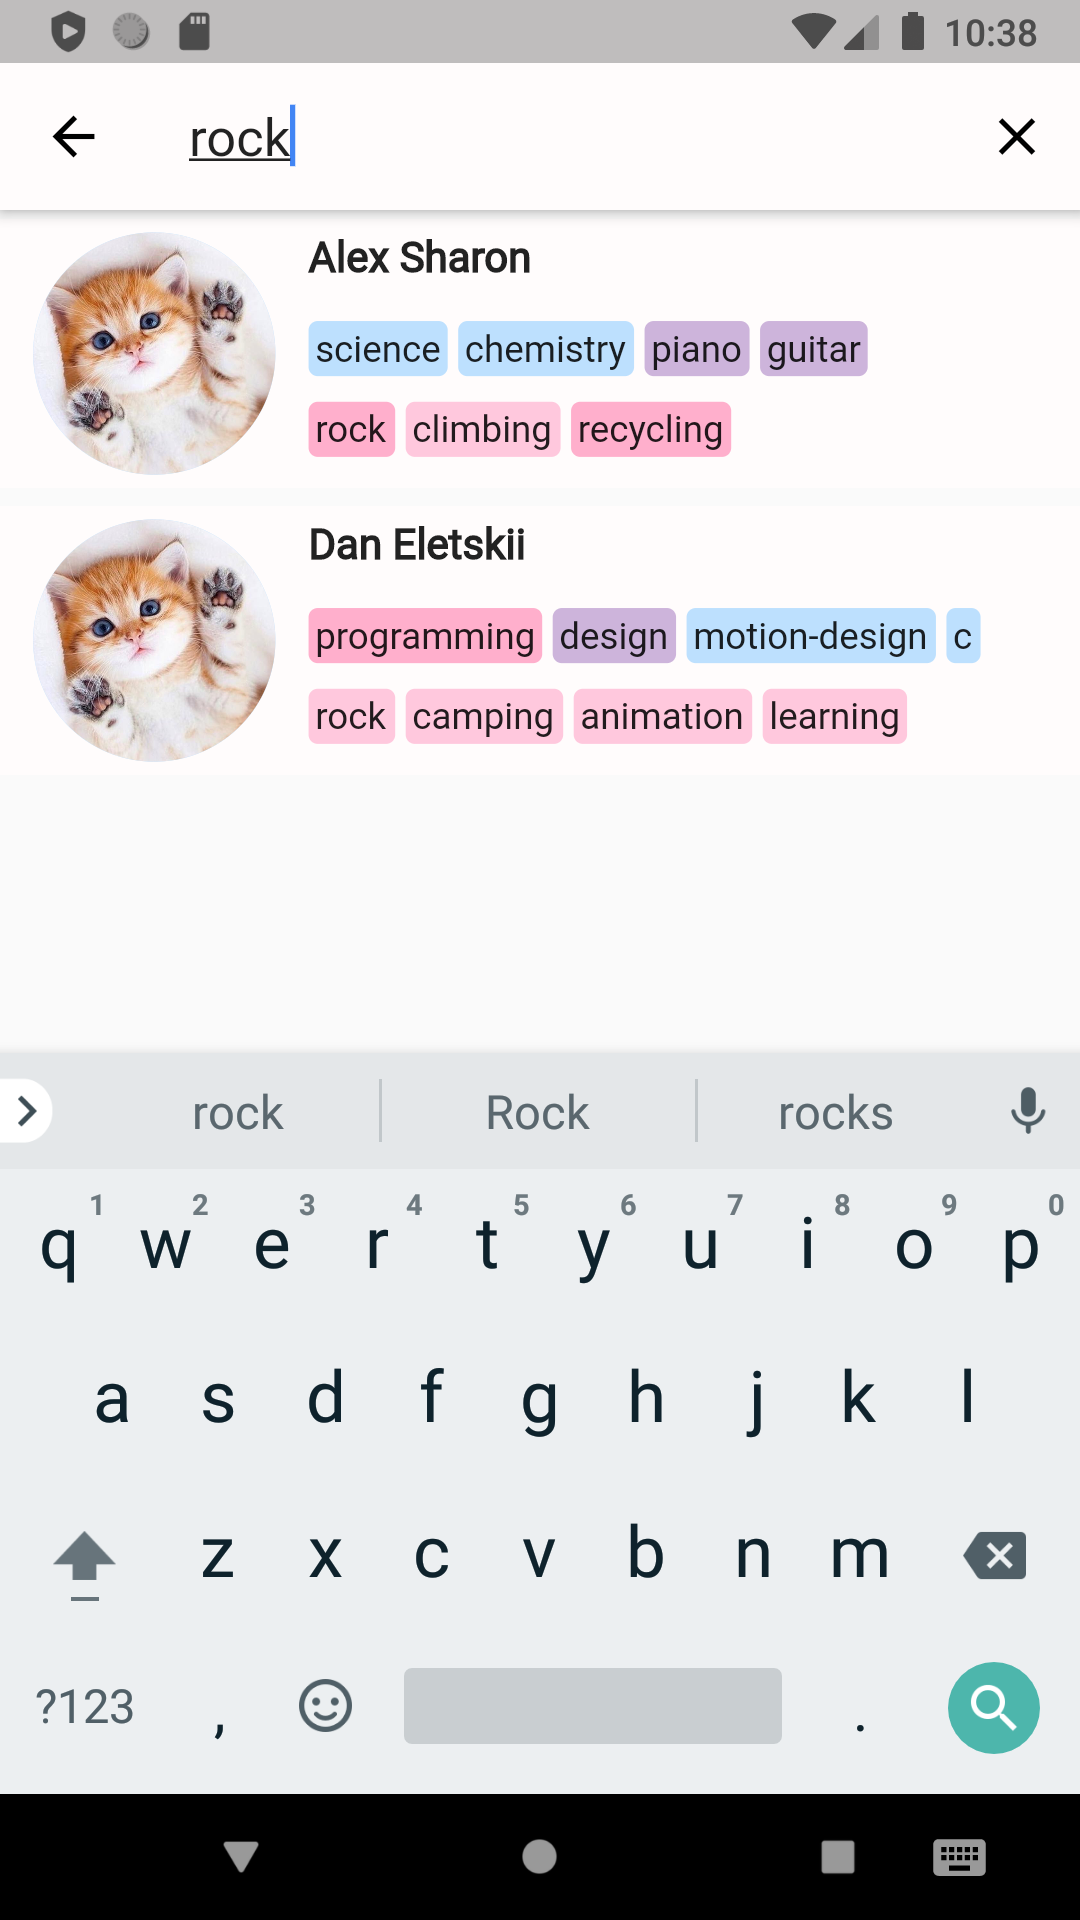 10:38
rock
Alex Sharon
science chemistry piano guitar
rock climbing recycling
Dan Eletskii
programming design motion-design c
rock camping animation learning
rock Rock rocks
1 2 3 4 5 6 7 8 9 0
q w e r t y u i o p
a s d f g h j k l
z x c v b n m
?123 , .